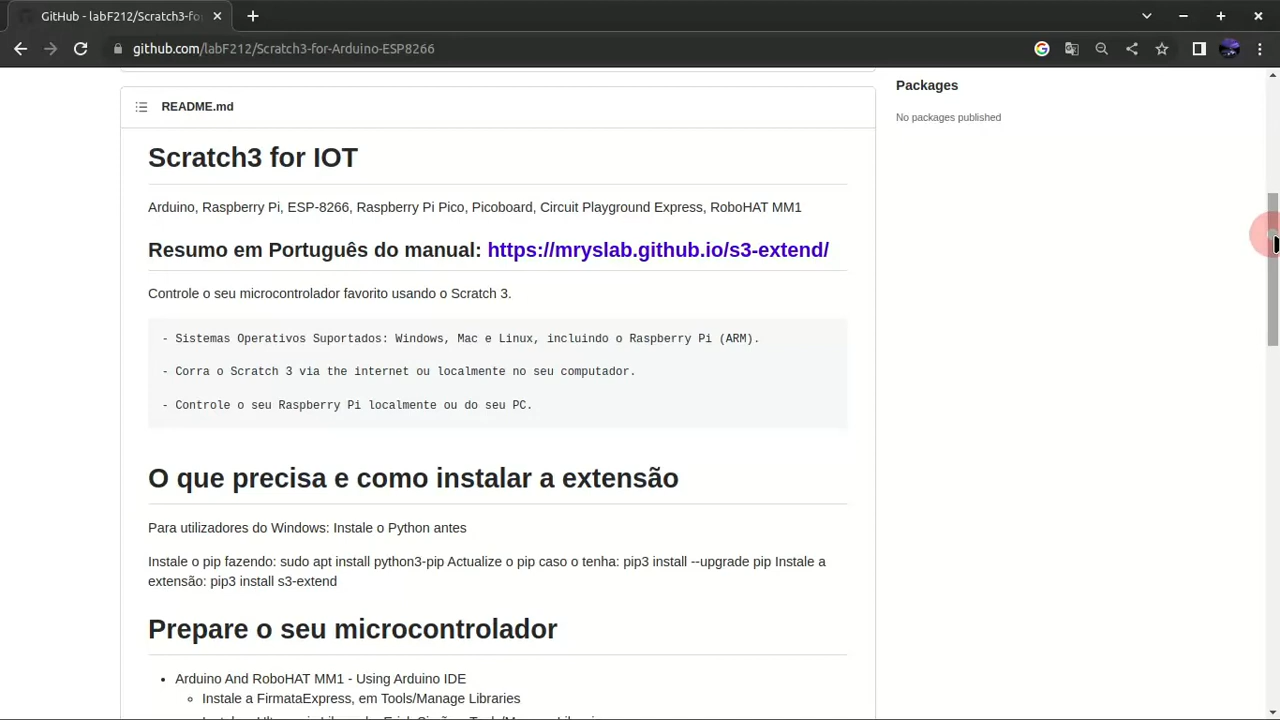 GitHub - labF212/Scratch3-fo
github.com/labF212/Scratch3-for-Arduino-ESP8266
Packages
No packages published
README.md
Scratch3 for IOT
Arduino, Raspberry Pi, ESP-8266, Raspberry Pi Pico, Picoboard, Circuit Playground Express, RoboHAT MM1
Resumo em Português do manual: https://mryslab.github.io/s3-extend/
Controle o seu microcontrolador favorito usando o Scratch 3.
- Sistemas Operativos Suportados: Windows, Mac e Linux, incluindo o Raspberry Pi (ARM).
- Corra o Scratch 3 via the internet ou localmente no seu computador.
- Controle o seu Raspberry Pi localmente ou do seu PC.
O que precisa e como instalar a extensão
Para utilizadores do Windows: Instale o Python antes
Instale o pip fazendo: sudo apt install python3-pip Actualize o pip caso o tenha: pip3 install --upgrade pip Instale a
extensão: pip3 install s3-extend
Prepare o seu microcontrolador
• Arduino And RoboHAT MM1 - Using Arduino IDE
◦ Instale a FirmataExpress, em Tools/Manage Libraries